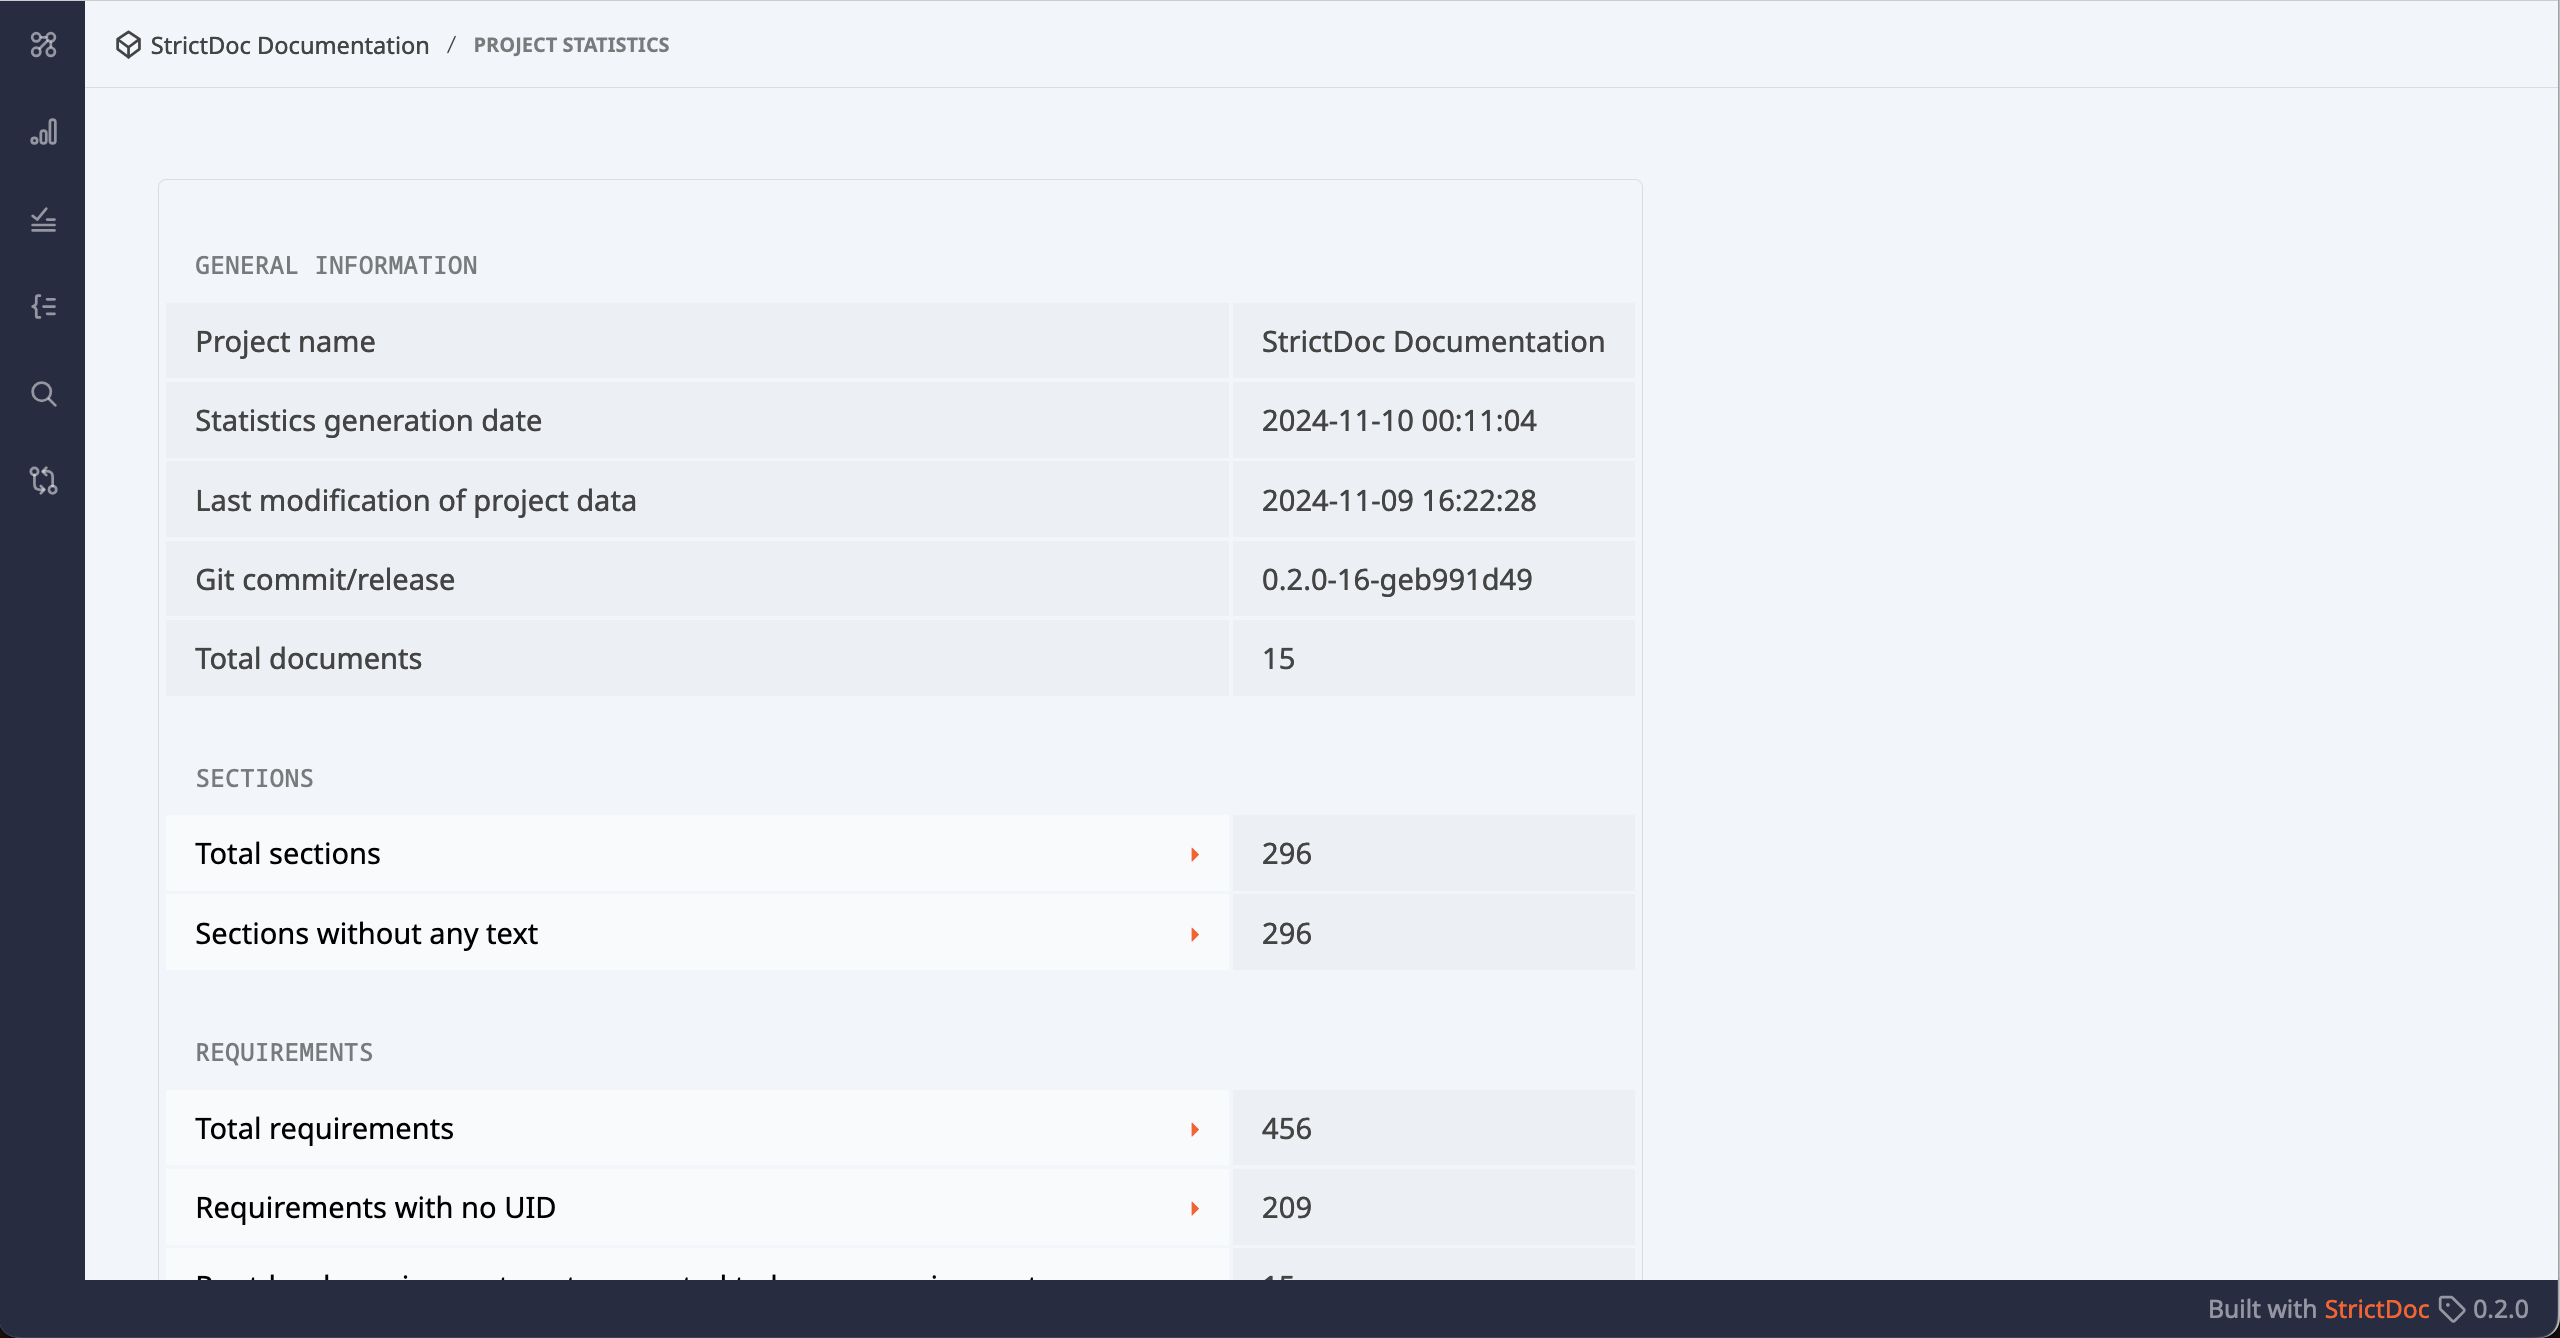 StrictDoc Documentation / PROJECT STATISTICS
GENERAL INFORMATION
Project name StrictDoc Documentation
Statistics generation date 2024-11-10 00:11:04
Last modification of project data 2024-11-09 16:22:28
Git commit/release 0.2.0-16-geb991d49
Total documents 15
SECTIONS
Total sections 296
Sections without any text 296
REQUIREMENTS
Total requirements 456
Requirements with no UID 209
Built with StrictDoc 0.2.0